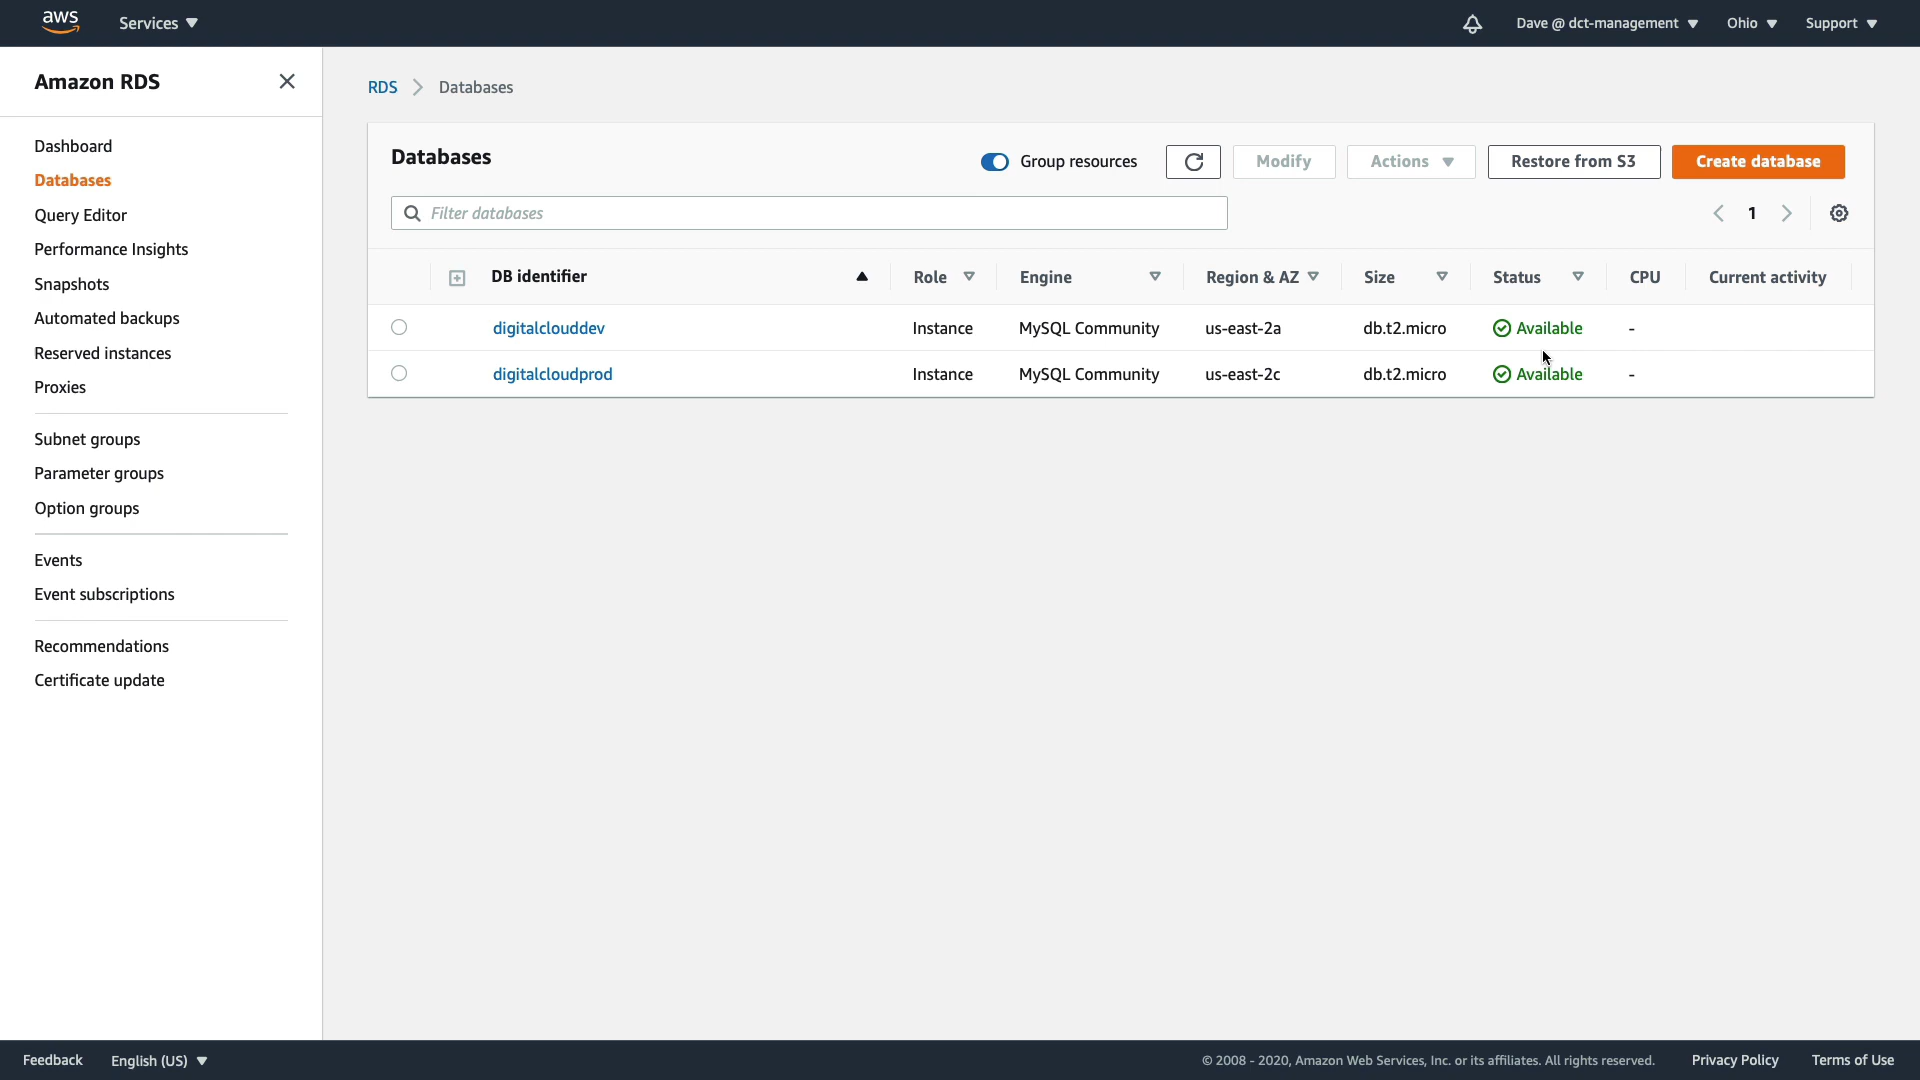 aws Services Dave @ dct-management Ohio Support
Amazon RDS
Dashboard
Databases
Query Editor
Performance Insights
Snapshots
Automated backups
Reserved instances
Proxies
Subnet groups
Parameter groups
Option groups
Events
Event subscriptions
Recommendations
Certificate update
RDS Databases
Databases Group resources Modify Actions Restore from S3 Create database
Filter databases 1
DB identifier Role Engine Region & AZ Size Status CPU Current activity
digitalclouddev Instance MySQL Community us-east-2a db.t2.micro Available -
digitalcloudprod Instance MySQL Community us-east-2c db.t2.micro Available -
Feedback English (US) © 2008 - 2020, Amazon Web Services, Inc. or its affiliates. All rights reserved. Privacy Policy Terms of Use